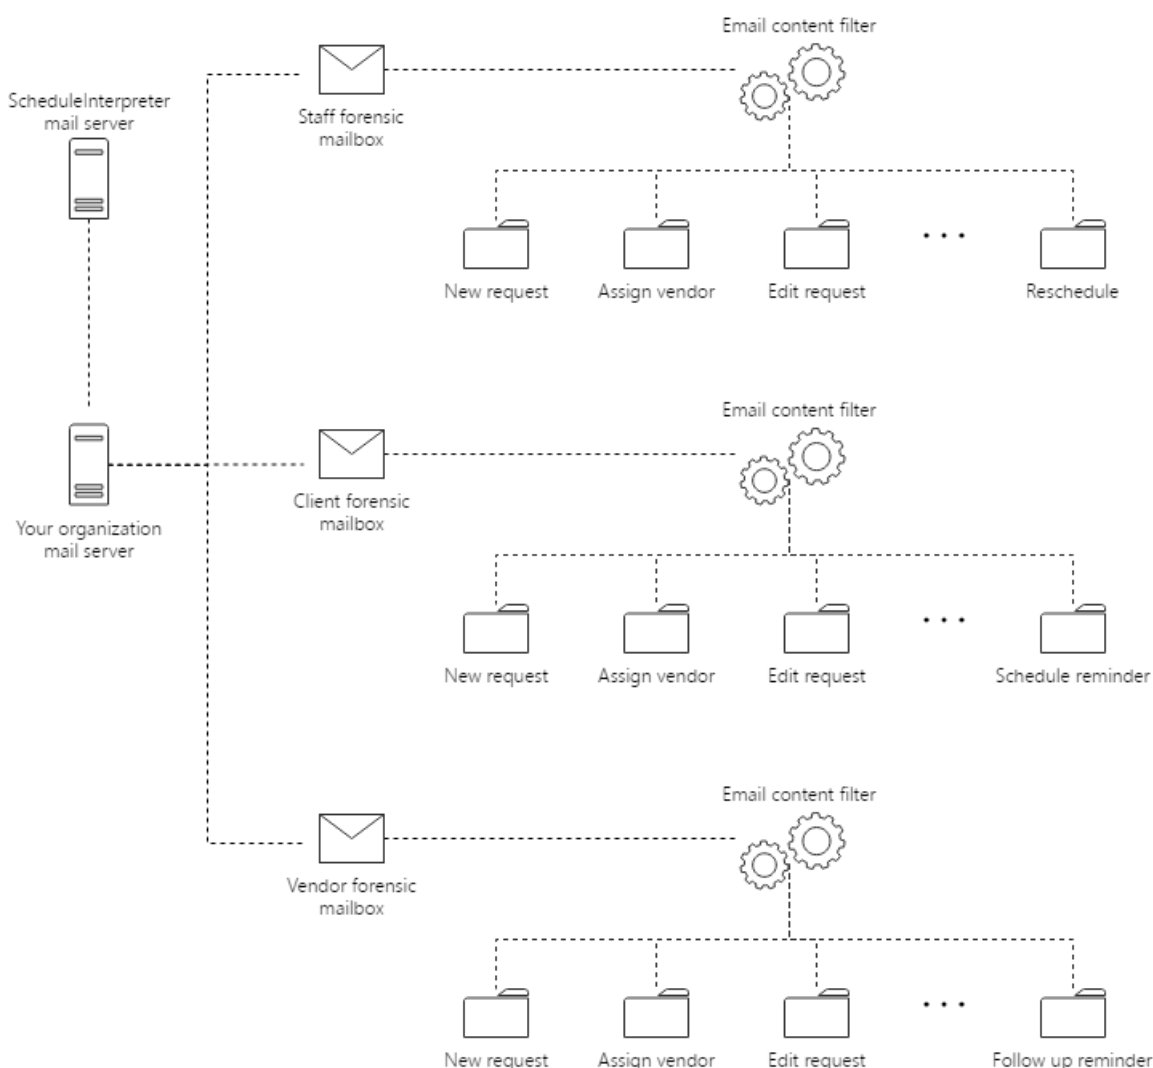 Email content filter
ScheduleInterpreter
mail server
Staff forensic
mailbox
New request
Assign vendor
Edit request
. . .
Reschedule
Email content filter
Your organization
mail server
Client forensic
mailbox
New request
Assign vendor
Edit request
. . .
Schedule reminder
Email content filter
Vendor forensic
mailbox
New request
Assign vendor
Edit request
. . .
Follow up reminder